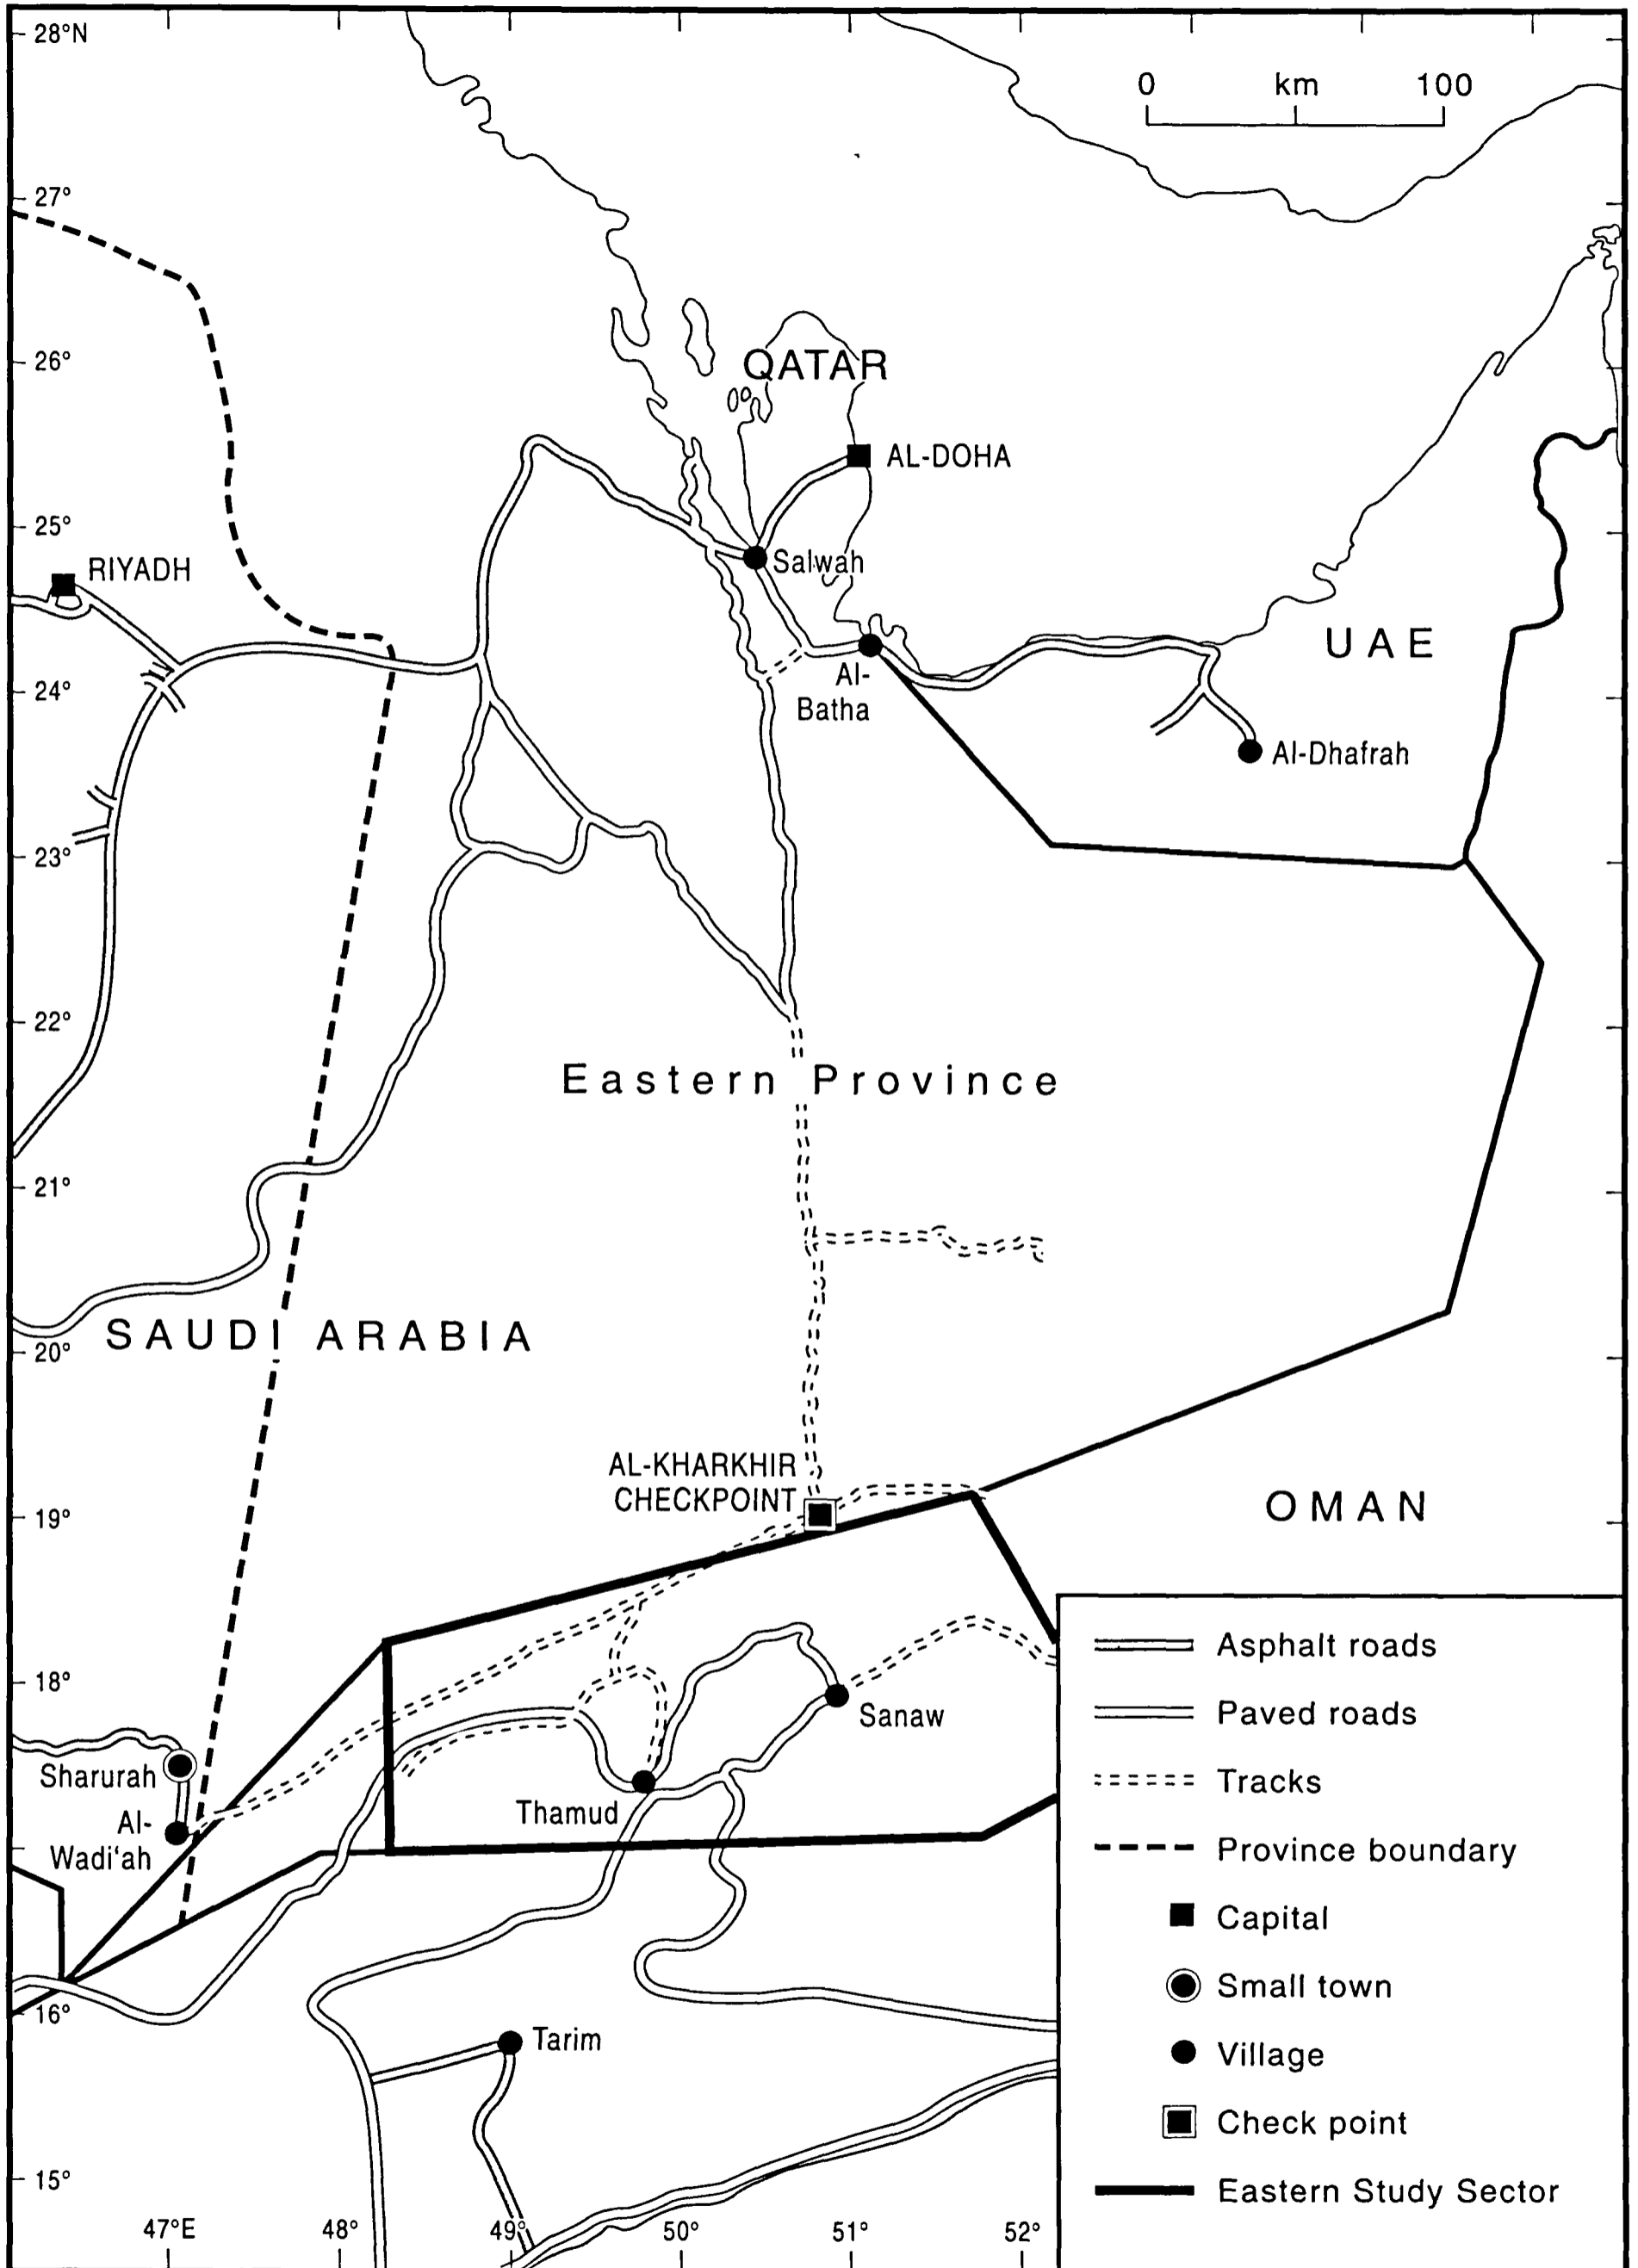 28°N
0 km 100
27°
26°
QATAR
AL-DOHA
25°
Salwah
RIYADH
UAE
24°
Al-
Batha
Al-Dhafrah
23°
22°
Eastern Province
21°
SAUDI ARABIA
20°
AL-KHARKHIR
CHECKPOINT
19°
OMAN
Asphalt roads
18°
Sanaw
Paved roads
Sharurah
Tracks
Thamud
Al-
Wadi‘ah
Province boundary
Capital
Small town
16°
Tarim
Village
Check point
15°
Eastern Study Sector
47°E 48° 49° 50° 51° 52°